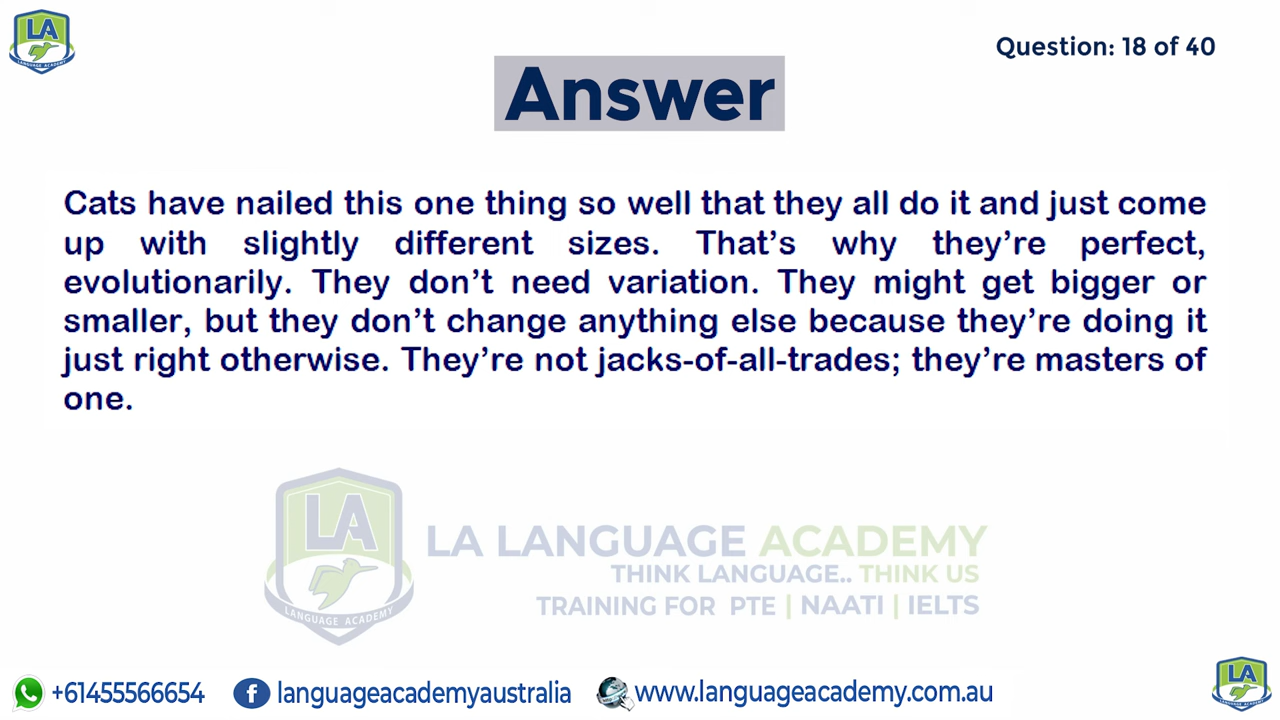 LA
LANGUAGE ACADEMY
Question: 18 of 40
Answer
Cats have nailed this one thing so well that they all do it and just come
up with slightly different sizes. That's why they're perfect,
evolutionarily. They don't need variation. They might get bigger or
smaller, but they don't change anything else because they're doing it
just right otherwise. They're not jacks-of-all-trades; they're masters of
one.
LA
LANGUAGE ACADEMY
LA LANGUAGE ACADEMY
THINK LANGUAGE.. THINK US
TRAINING FOR PTE | NAATI | IELTS
+61455566654
languageacademyaustralia
www.languageacademy.com.au
LA
LANGUAGE ACADEMY